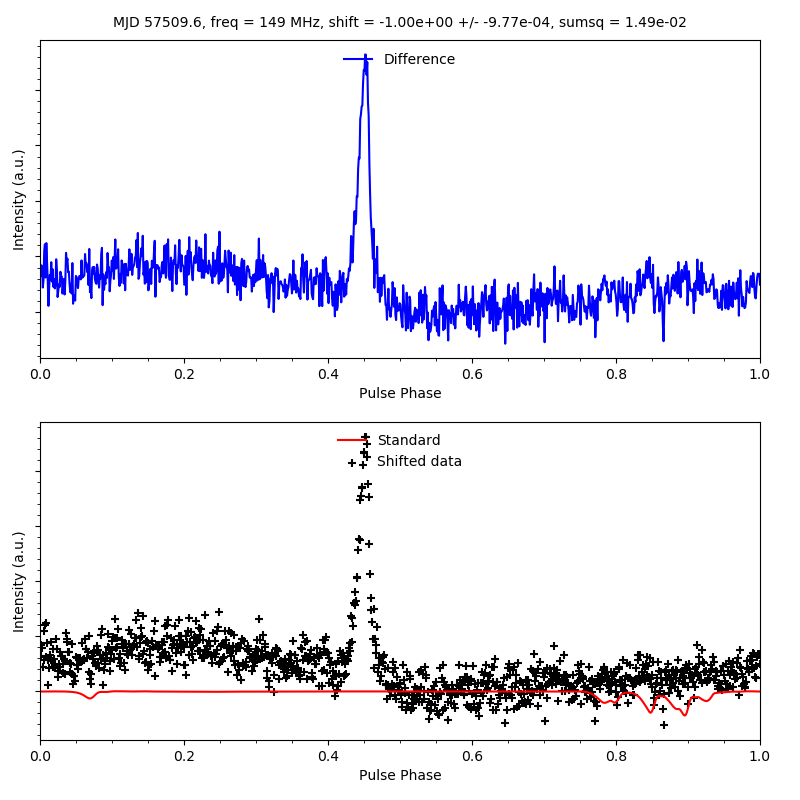 MJD 57509.6, freq = 149 MHz, shift = -1.00e+00 +/- -9.77e-04, sumsq = 1.49e-02
Difference
Intensity (a.u.)
0.0 0.2 0.4 0.6 0.8 1.0
Pulse Phase
Standard
Shifted data
Intensity (a.u.)
0.0 0.2 0.4 0.6 0.8 1.0
Pulse Phase